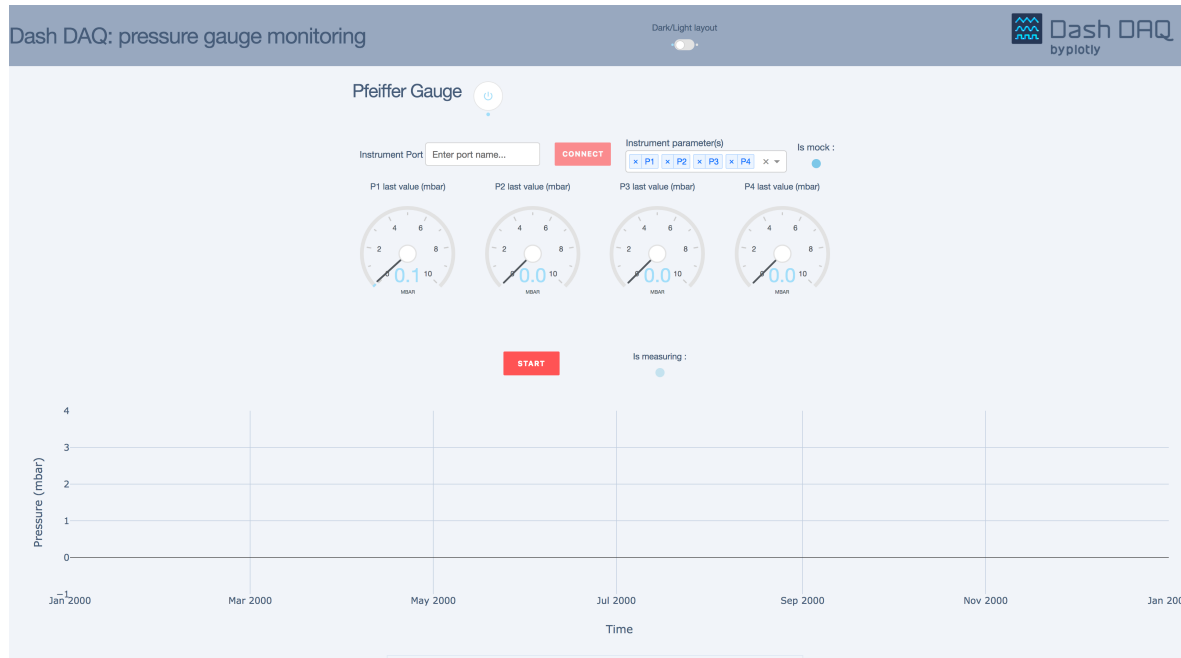 Dash DAQ: pressure gauge monitoring
Dark/Light layout
Dash DAQ
by plotly
Pfeiffer Gauge
Instrument Port
Enter port name...
CONNECT
Instrument parameter(s)
× P1 × P2 × P3 × P4 ×
Is mock :
P1 last value (mbar)
P2 last value (mbar)
P3 last value (mbar)
P4 last value (mbar)
0 2 4 6 8 10
0.1
MBAR
0 2 4 6 8 10
0.0
MBAR
0 2 4 6 8 10
0.0
MBAR
0 2 4 6 8 10
0.0
MBAR
START
Is measuring :
Pressure (mbar)
4
3
2
1
0
−1
Jan 2000
Mar 2000
May 2000
Jul 2000
Sep 2000
Nov 2000
Jan 200
Time